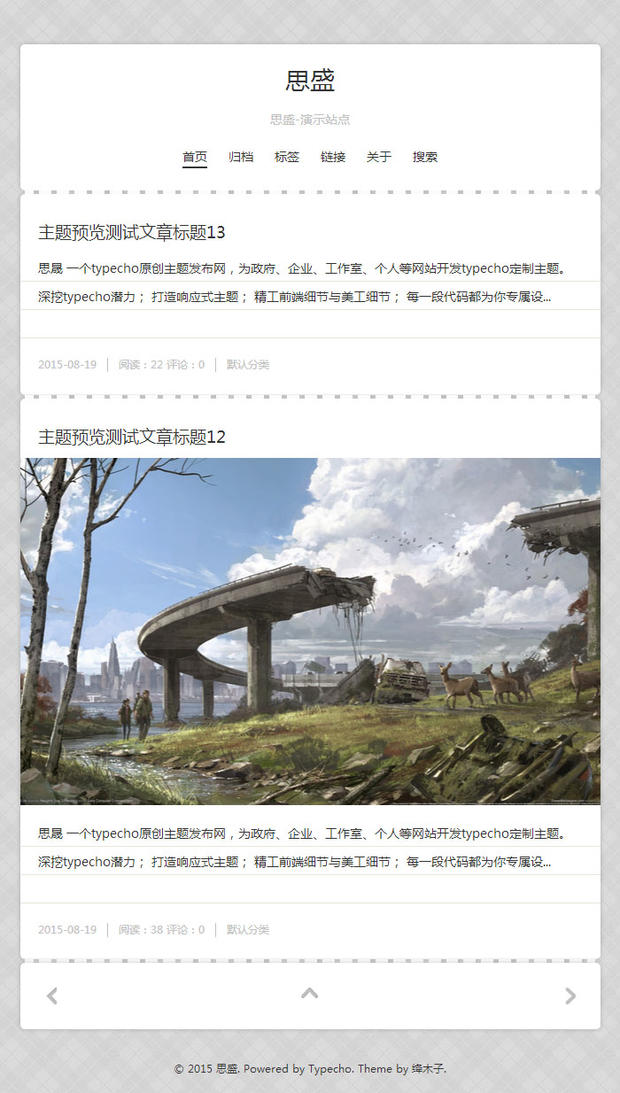 思盛
思盛-演示站点
首页 归档 标签 链接 关于 搜索
主题预览测试文章标题13
思晟 一个typecho原创主题发布网，为政府、企业、工作室、个人等网站开发typecho定制主题。
深挖typecho潜力； 打造响应式主题； 精工前端细节与美工细节； 每一段代码都为你专属设...
2015-08-19 阅读：22 评论：0 默认分类
主题预览测试文章标题12
思晟 一个typecho原创主题发布网，为政府、企业、工作室、个人等网站开发typecho定制主题。
深挖typecho潜力； 打造响应式主题； 精工前端细节与美工细节； 每一段代码都为你专属设...
2015-08-19 阅读：38 评论：0 默认分类
© 2015 思盛. Powered by Typecho. Theme by 绛木子.